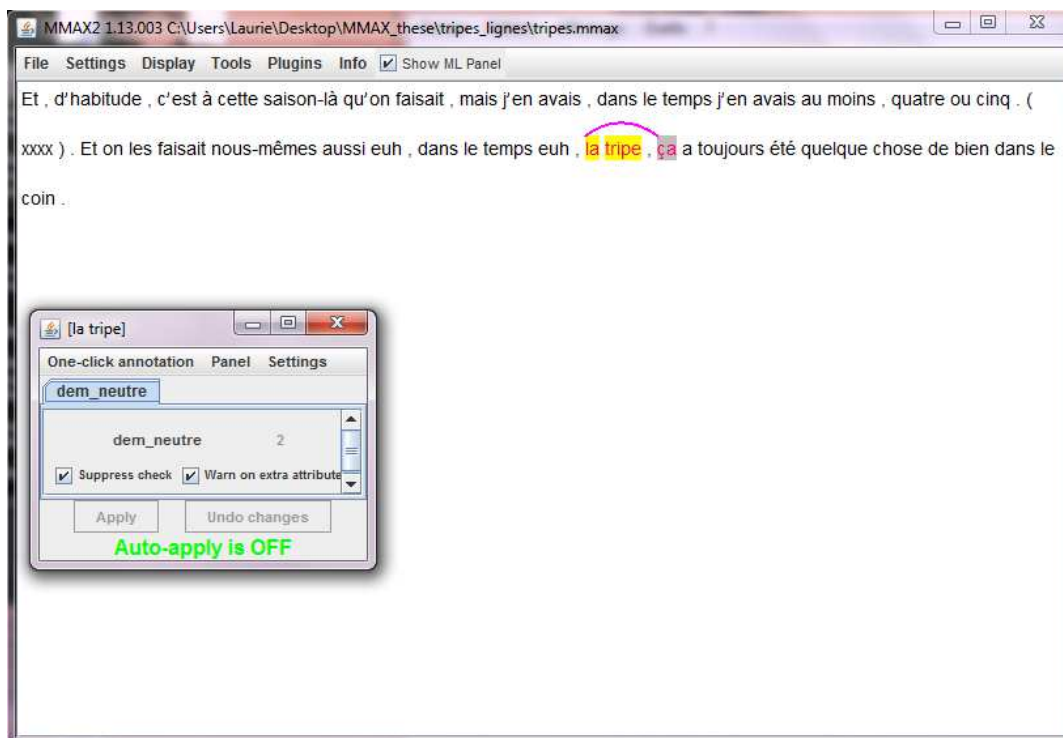 MMAX2 1.13.003 C:\Users\Laurie\Desktop\MMAX_these\tripes_lignes\tripes.mmax
File Settings Display Tools Plugins Info Show ML Panel
Et , d'habitude , c'est à cette saison-là qu'on faisait , mais j'en avais , dans le temps j'en avais au moins , quatre ou cinq . (
xxxx ) . Et on les faisait nous-mêmes aussi euh , dans le temps euh , la tripe , ça a toujours été quelque chose de bien dans le
coin .
[la tripe]
One-click annotation Panel Settings
dem_neutre
dem_neutre 2
Suppress check Warn on extra attribute
Apply Undo changes
Auto-apply is OFF